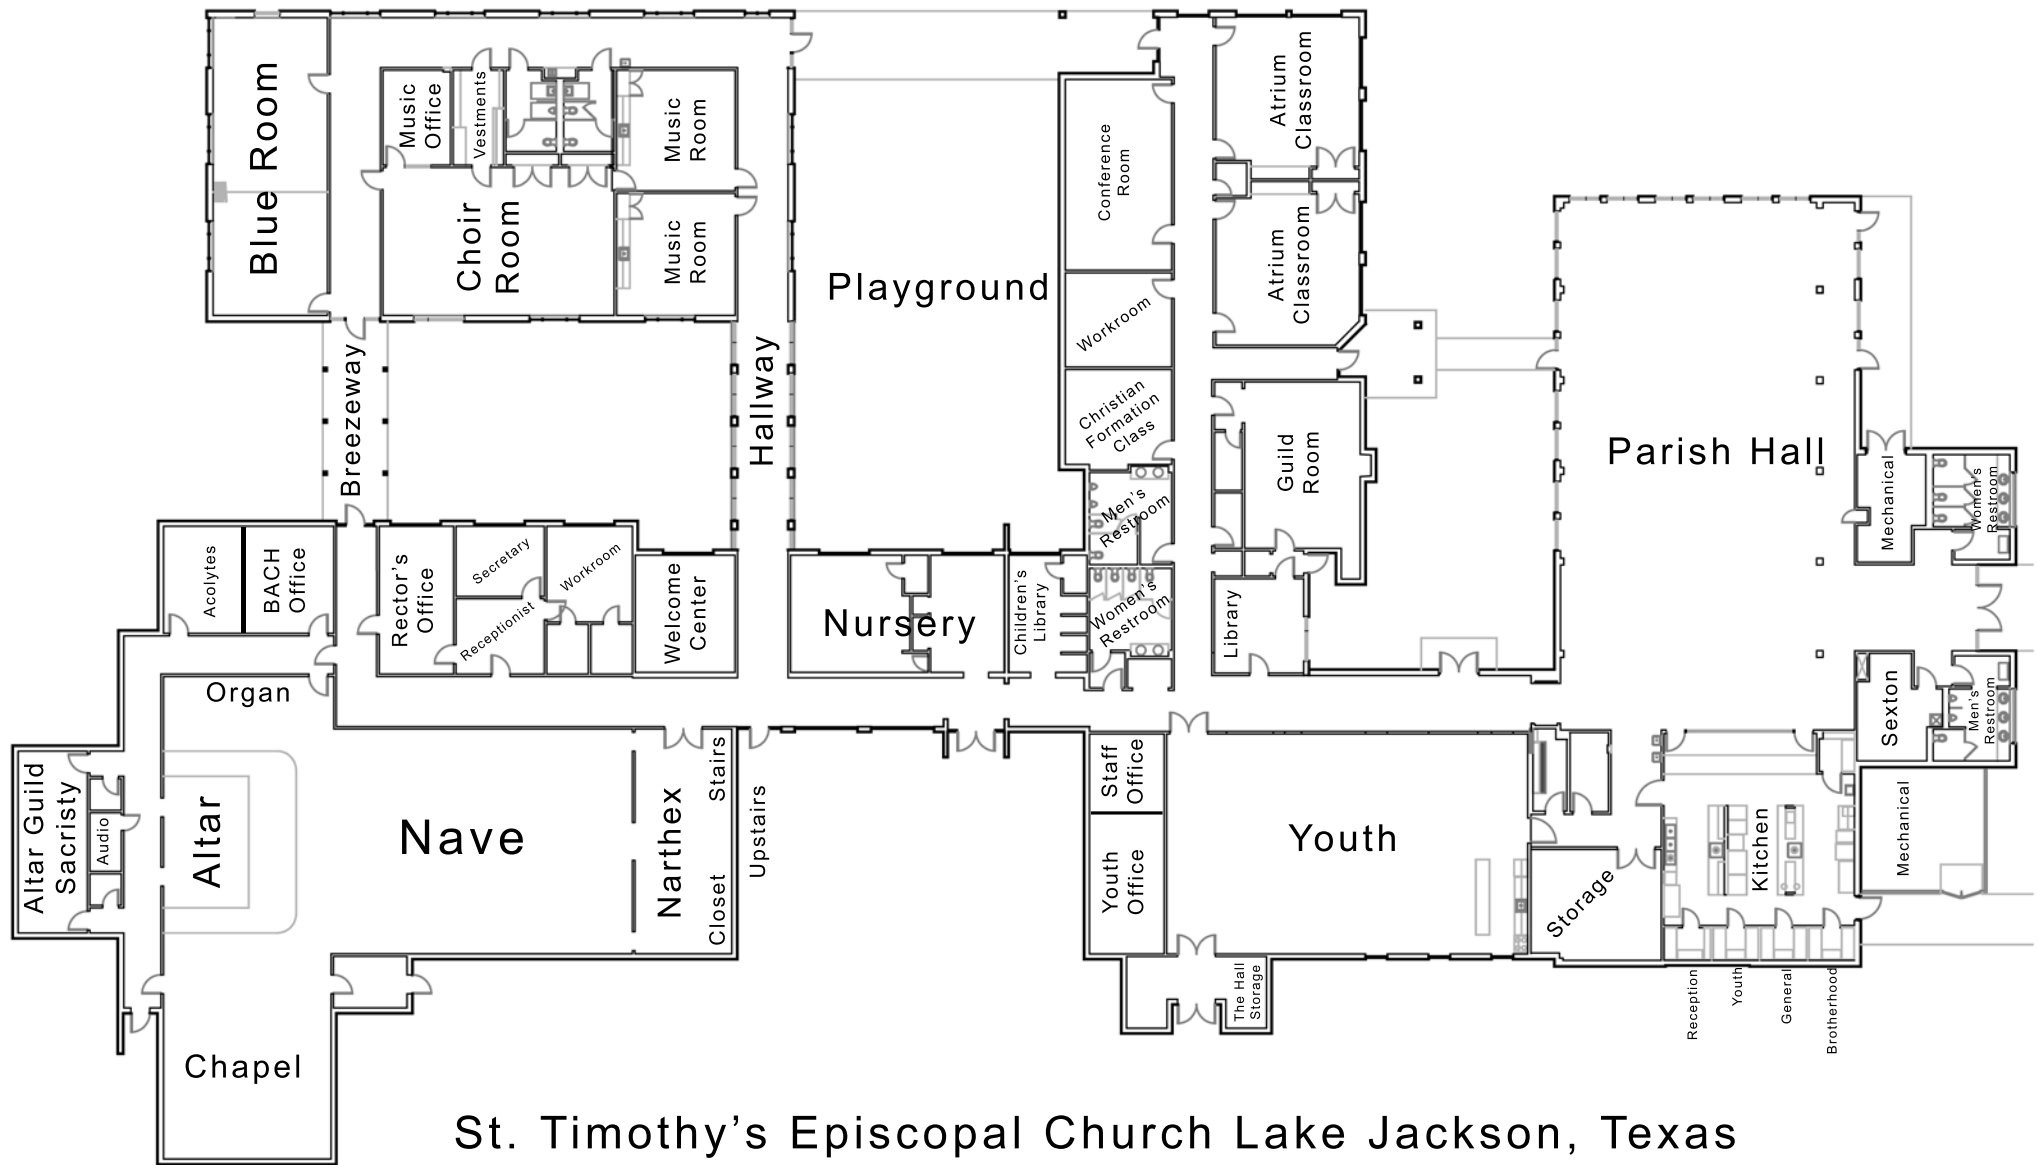 Blue Room
Music
Office
Vestments
Music
Room
Choir
Room
Music
Room
Hallway
Breezeway
Playground
Conference
Room
Workroom
Christian
Formation
Class
Men's
Restroom
Women's
Restroom
Atrium
Classroom
Atrium
Classroom
Guild
Room
Library
Parish Hall
Mechanical
Women's
Restroom
Acolytes
BACH
Office
Rector's
Office
Secretary
Receptionist
Workroom
Welcome
Center
Nursery
Children's
Library
Organ
Altar Guild
Sacristy
Audio
Altar
Nave
Narthex
Stairs
Closet
Upstairs
Chapel
Staff
Office
Youth
Office
Youth
The Hall
Storage
Storage
Kitchen
Sexton
Men's
Restroom
Mechanical
Reception
Youth
General
Brotherhood
St. Timothy's Episcopal Church Lake Jackson, Texas